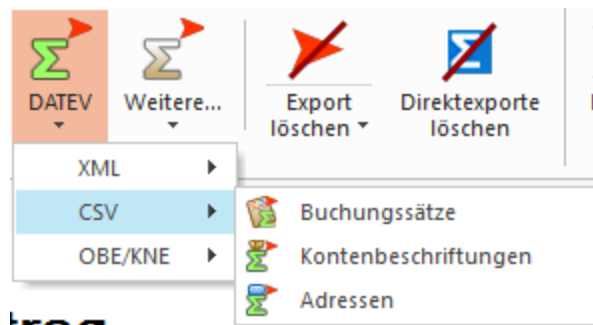 DATEV
Weitere...
Export
löschen
Direktexporte
löschen
XML
CSV
OBE/KNE
Buchungssätze
Kontenbeschriftungen
Adressen